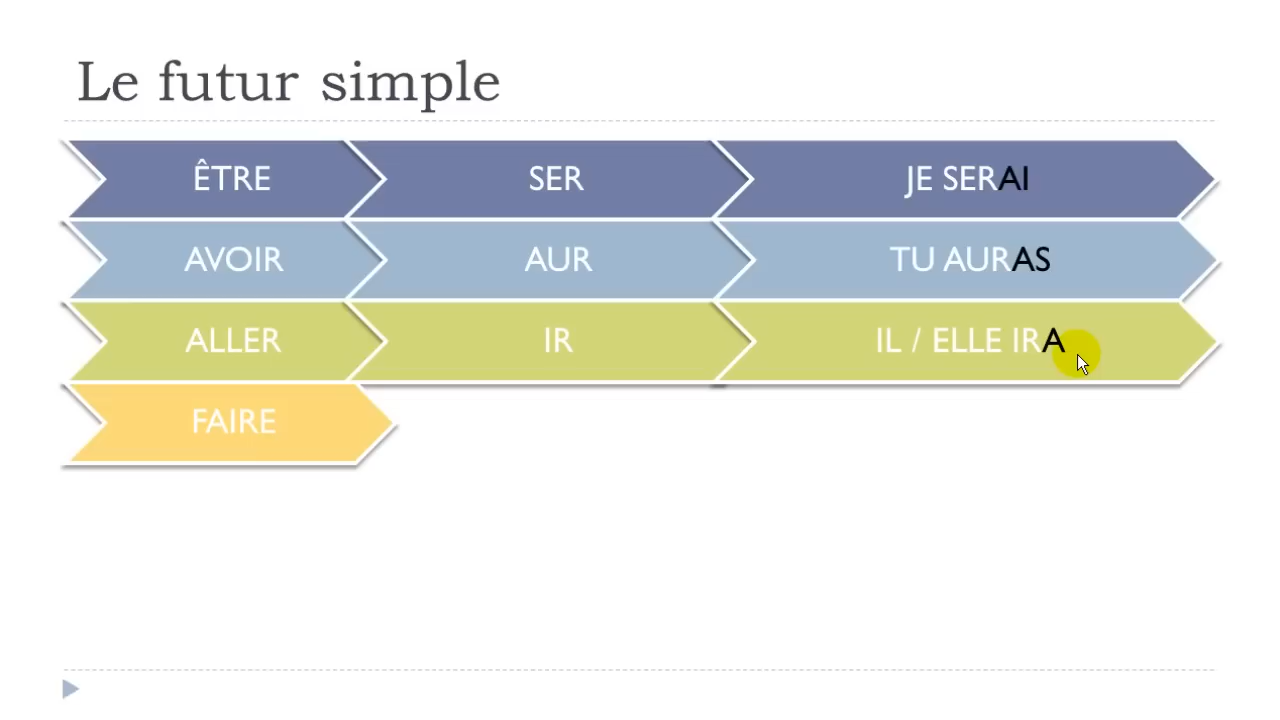 Le futur simple
ÊTRE SER JE SERAI
AVOIR AUR TU AURAS
ALLER IR IL / ELLE IRA
FAIRE